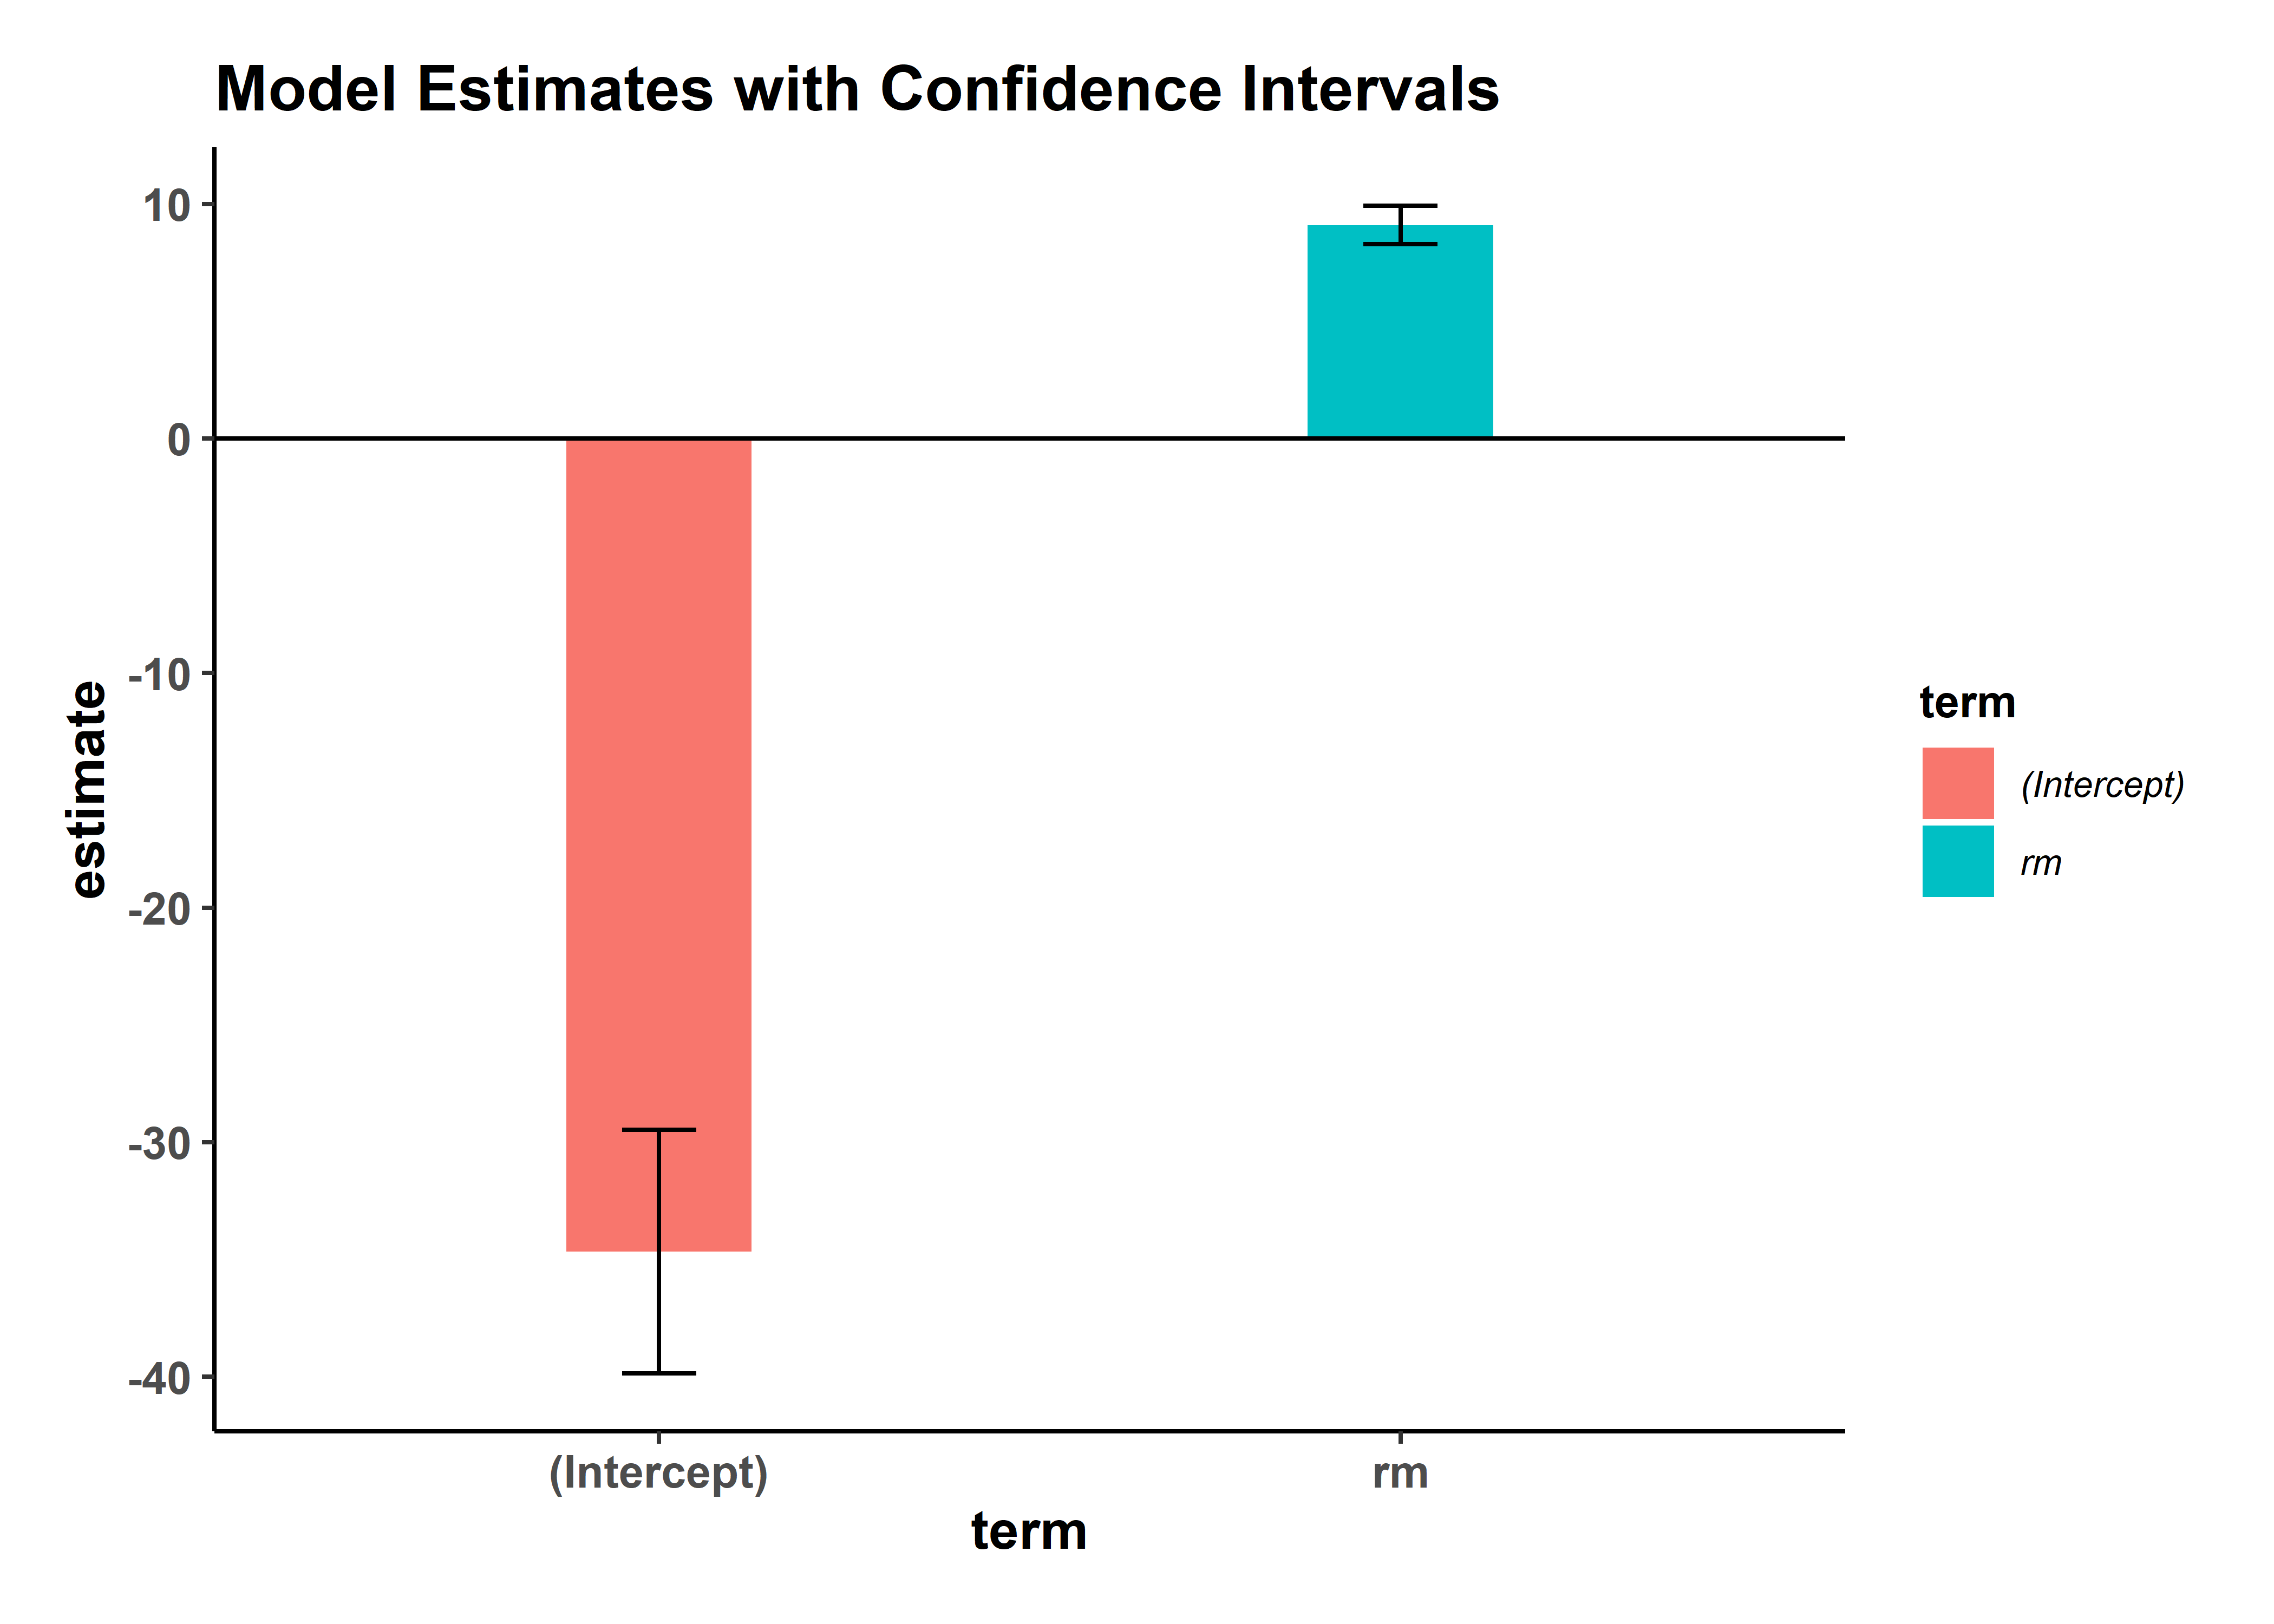 Model Estimates with Confidence Intervals
10
0
-10
-20
-30
-40
estimate
(Intercept)
rm
term
term
(Intercept)
rm